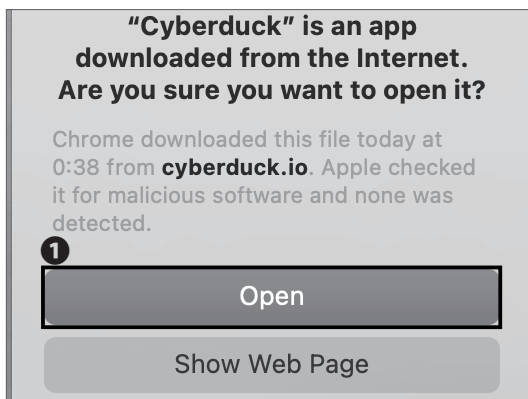 “Cyberduck” is an app
downloaded from the Internet.
Are you sure you want to open it?
Chrome downloaded this file today at
0:38 from cyberduck.io. Apple checked
it for malicious software and none was
detected.
❶
Open
Show Web Page